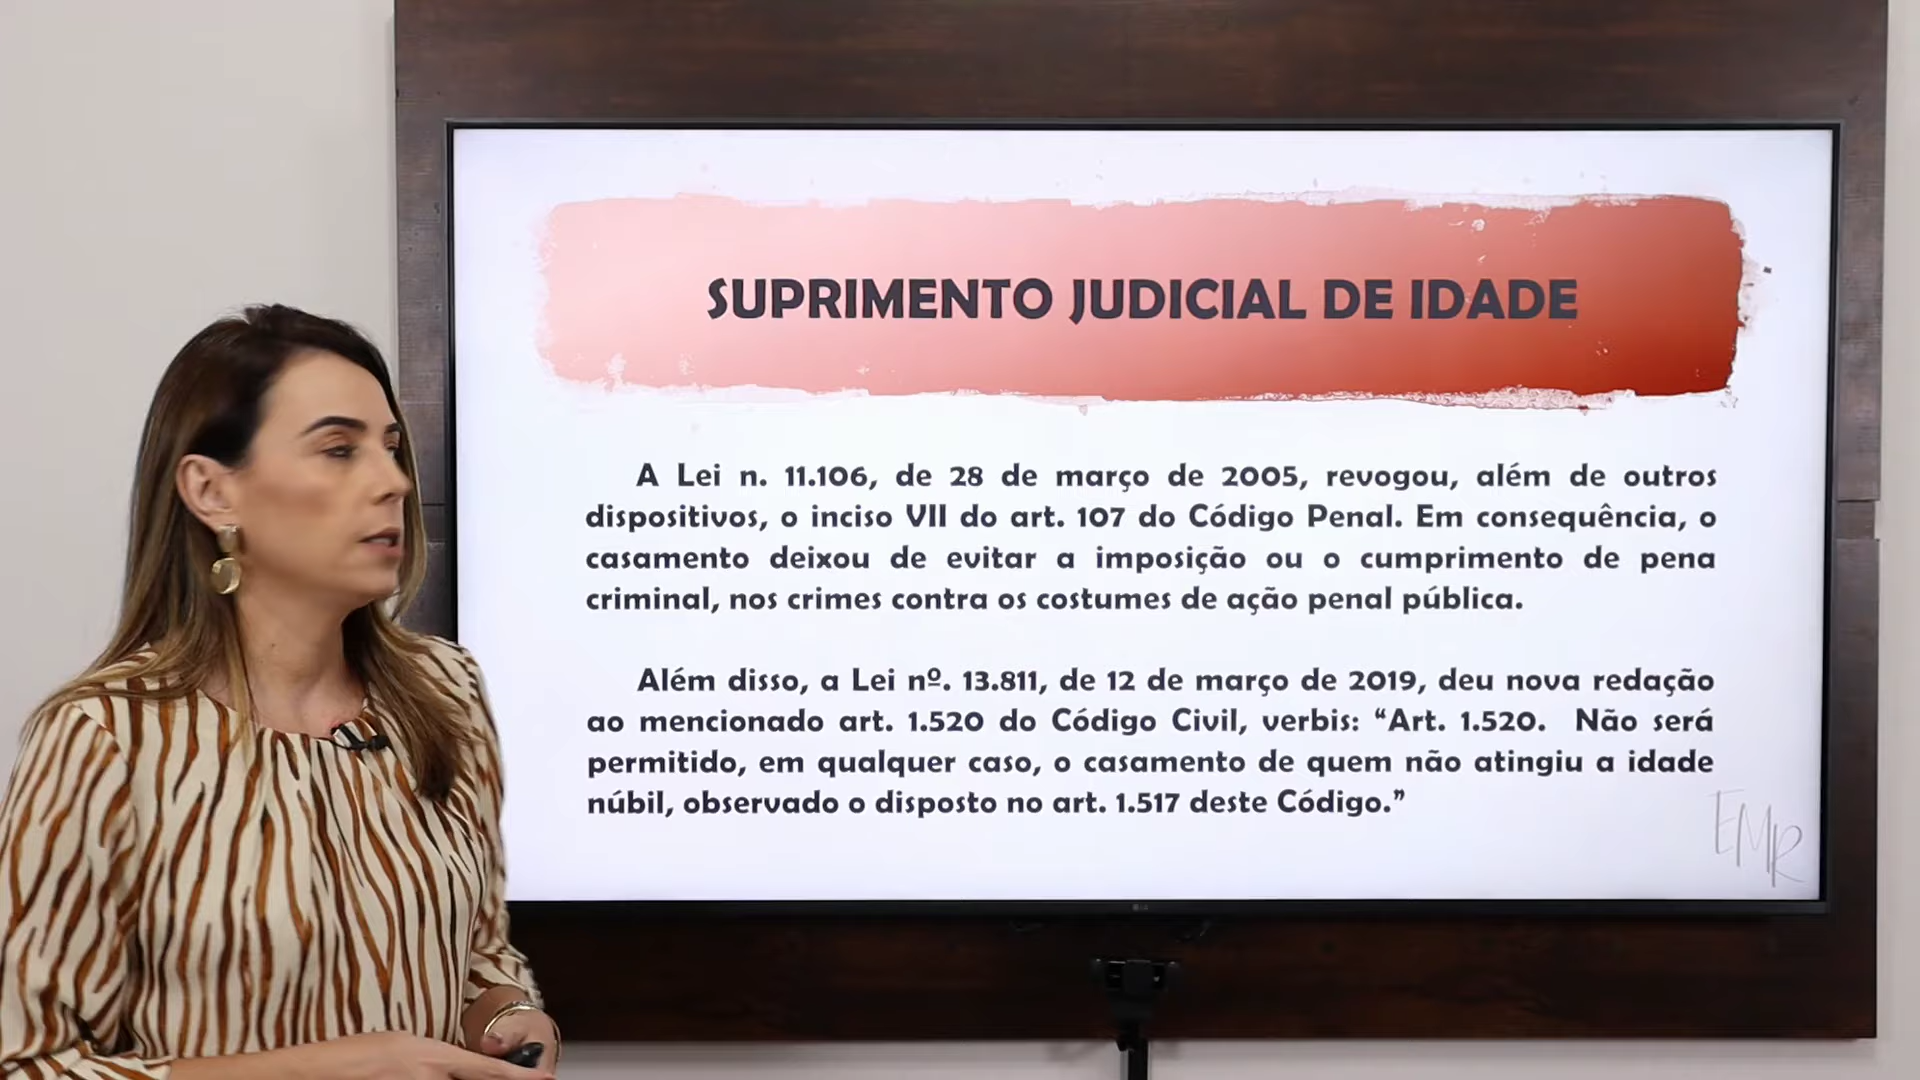 SUPRIMENTO JUDICIAL DE IDADE
A Lei n. 11.106, de 28 de março de 2005, revogou, além de outros
dispositivos, o inciso VII do art. 107 do Código Penal. Em consequência, o
casamento deixou de evitar a imposição ou o cumprimento de pena
criminal, nos crimes contra os costumes de ação penal pública.
Além disso, a Lei nº. 13.811, de 12 de março de 2019, deu nova redação
ao mencionado art. 1.520 do Código Civil, verbis: “Art. 1.520. Não será
permitido, em qualquer caso, o casamento de quem não atingiu a idade
núbil, observado o disposto no art. 1.517 deste Código.”
EMR
LG